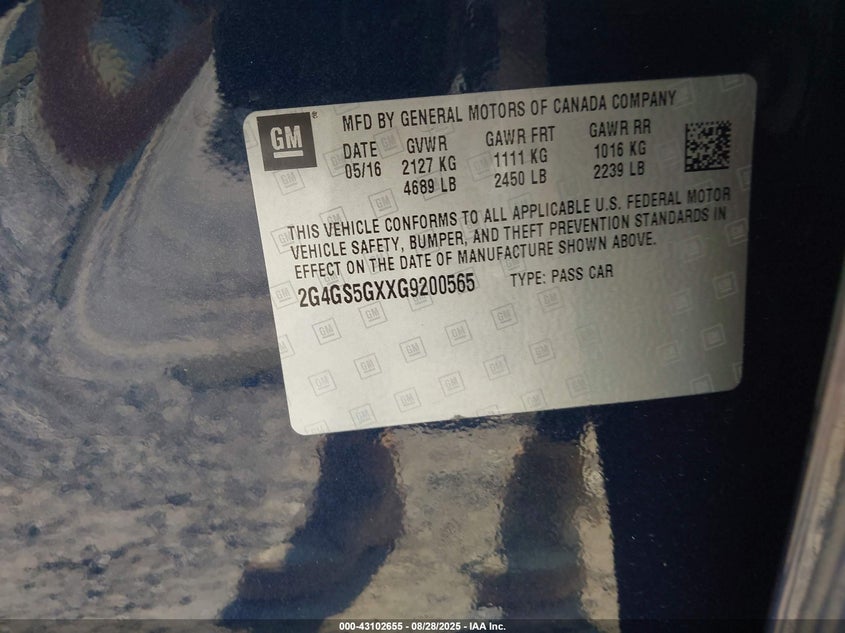 GM®
MFD BY GENERAL MOTORS OF CANADA COMPANY
DATE GVWR GAWR FRT GAWR RR
05/16 2127 KG 1111 KG 1016 KG
4689 LB 2450 LB 2239 LB
THIS VEHICLE CONFORMS TO ALL APPLICABLE U.S. FEDERAL MOTOR
VEHICLE SAFETY, BUMPER, AND THEFT PREVENTION STANDARDS IN
EFFECT ON THE DATE OF MANUFACTURE SHOWN ABOVE.
2G4GS5GXXG9200565 TYPE: PASS CAR
000-43102655 - 08/28/2025 - IAA Inc.